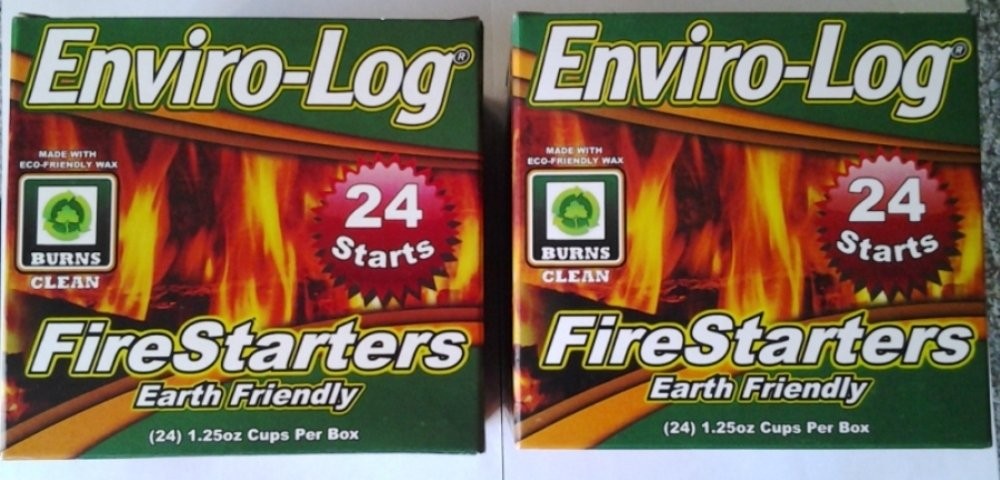 Enviro-Log®
MADE WITH
ECO-FRIENDLY WAX
BURNS
CLEAN
24
Starts
FireStarters
Earth Friendly
(24) 1.25oz Cups Per Box
Enviro-Log®
MADE WITH
ECO-FRIENDLY WAX
BURNS
CLEAN
24
Starts
FireStarters
Earth Friendly
(24) 1.25oz Cups Per Box